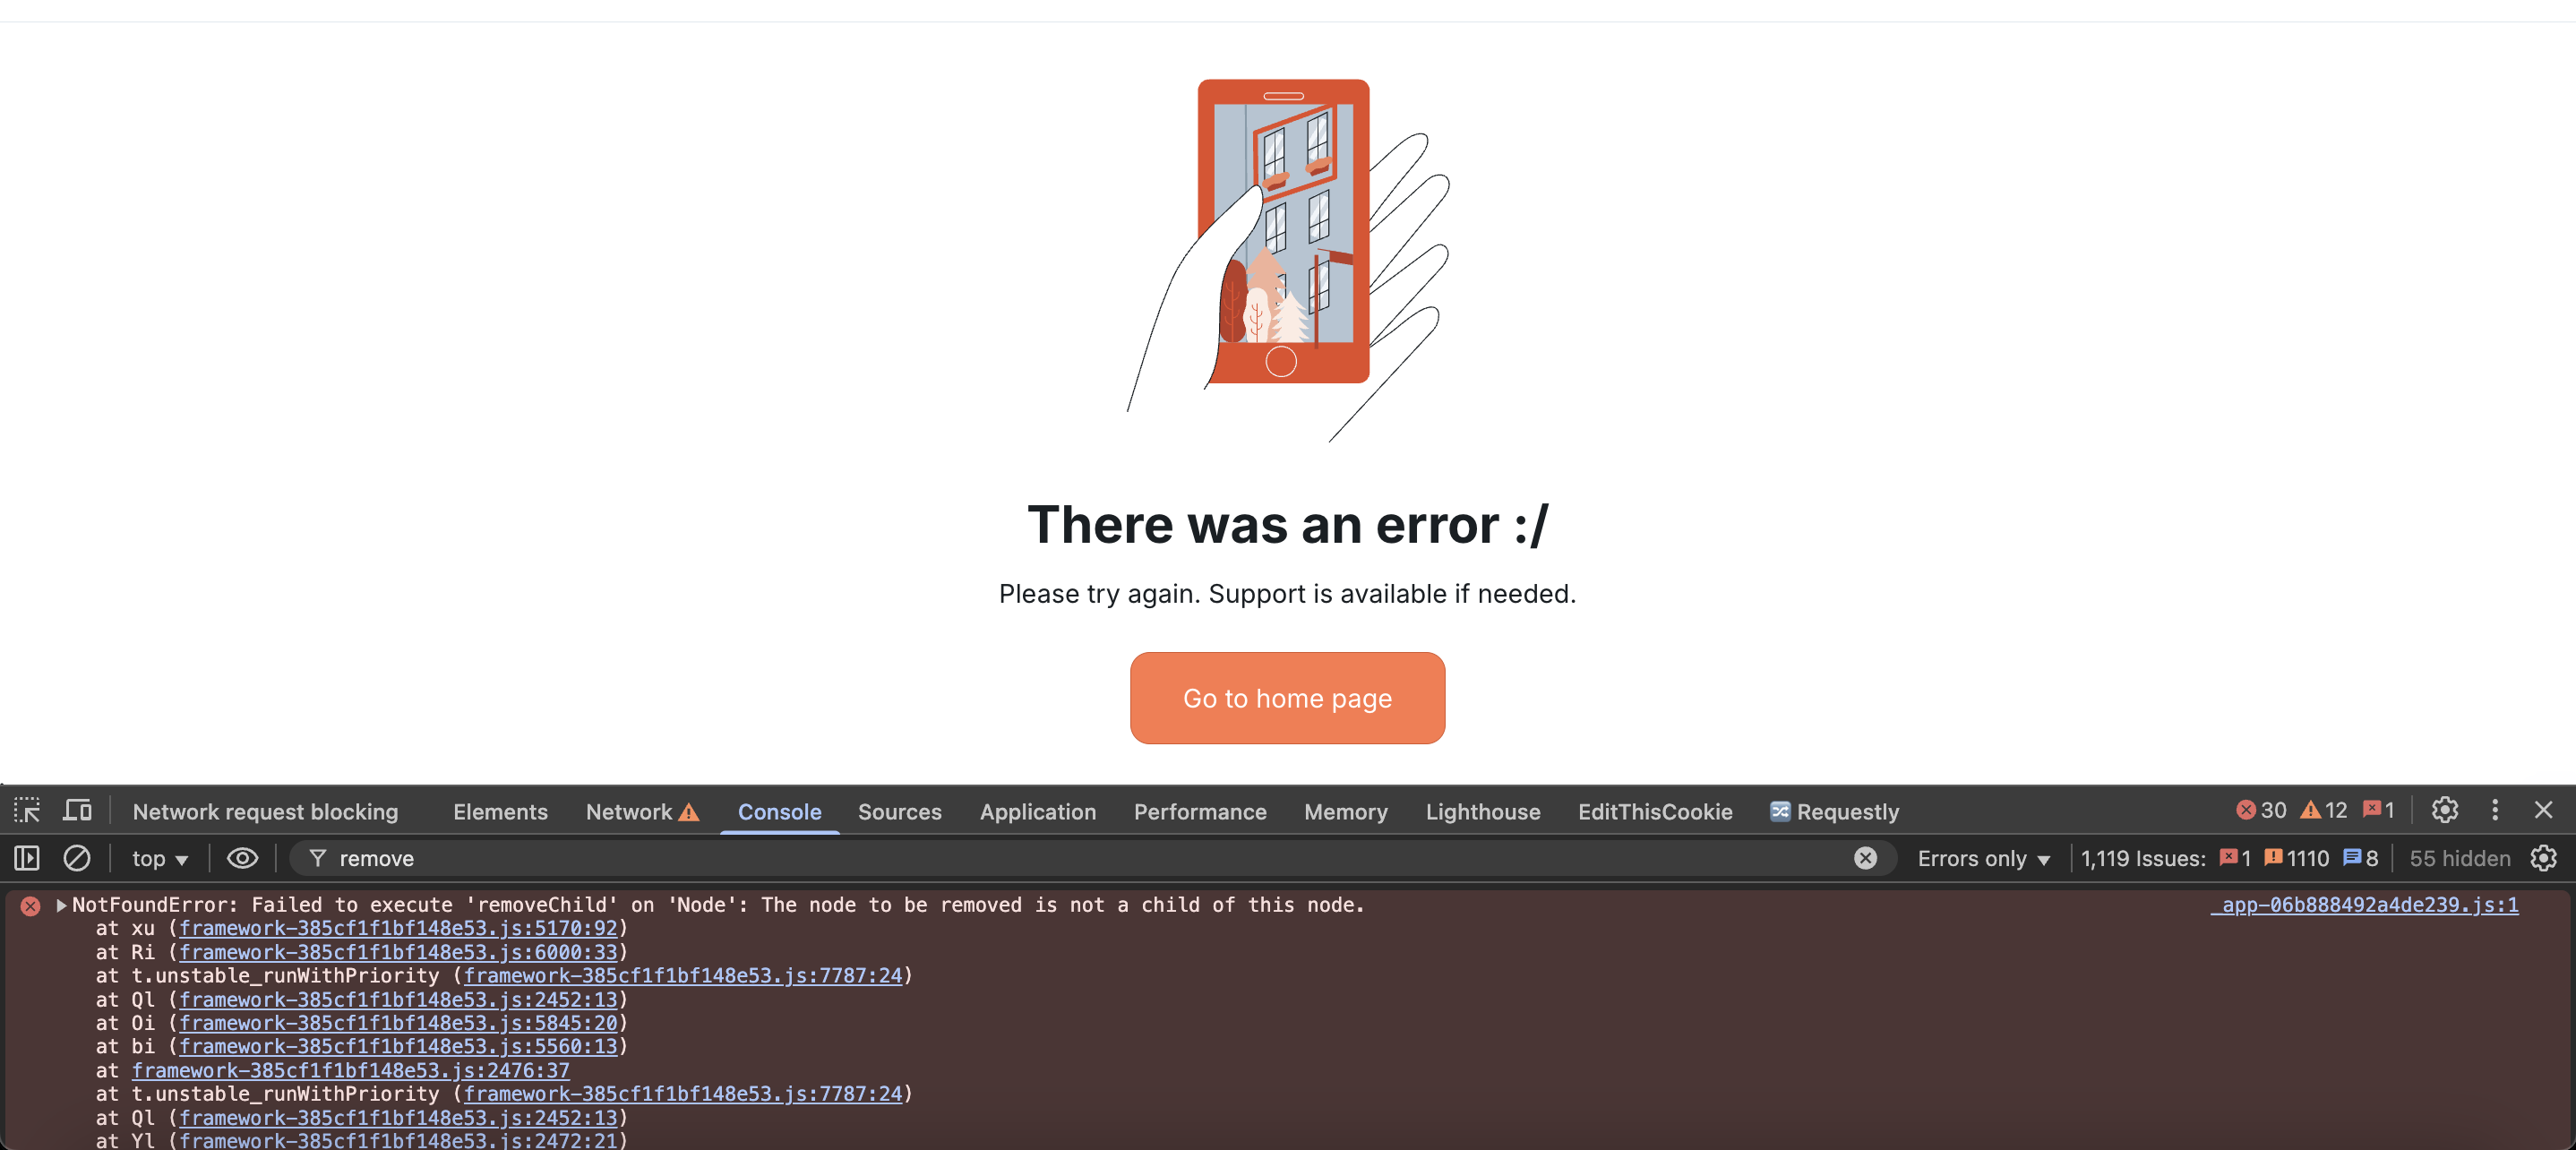 There was an error :/
Please try again. Support is available if needed.
Go to home page
Network request blocking Elements Network Console Sources Application Performance Memory Lighthouse EditThisCookie Requestly 30 12 1
top remove Errors only 1,119 Issues: 1 1110 8 55 hidden
NotFoundError: Failed to execute 'removeChild' on 'Node': The node to be removed is not a child of this node. _app-06b888492a4de239.js:1
at xu (framework-385cf1f1bf148e53.js:5170:92)
at Ri (framework-385cf1f1bf148e53.js:6000:33)
at t.unstable_runWithPriority (framework-385cf1f1bf148e53.js:7787:24)
at Ql (framework-385cf1f1bf148e53.js:2452:13)
at Oi (framework-385cf1f1bf148e53.js:5845:20)
at bi (framework-385cf1f1bf148e53.js:5560:13)
at framework-385cf1f1bf148e53.js:2476:37
at t.unstable_runWithPriority (framework-385cf1f1bf148e53.js:7787:24)
at Ql (framework-385cf1f1bf148e53.js:2452:13)
at Yl (framework-385cf1f1bf148e53.js:2472:21)